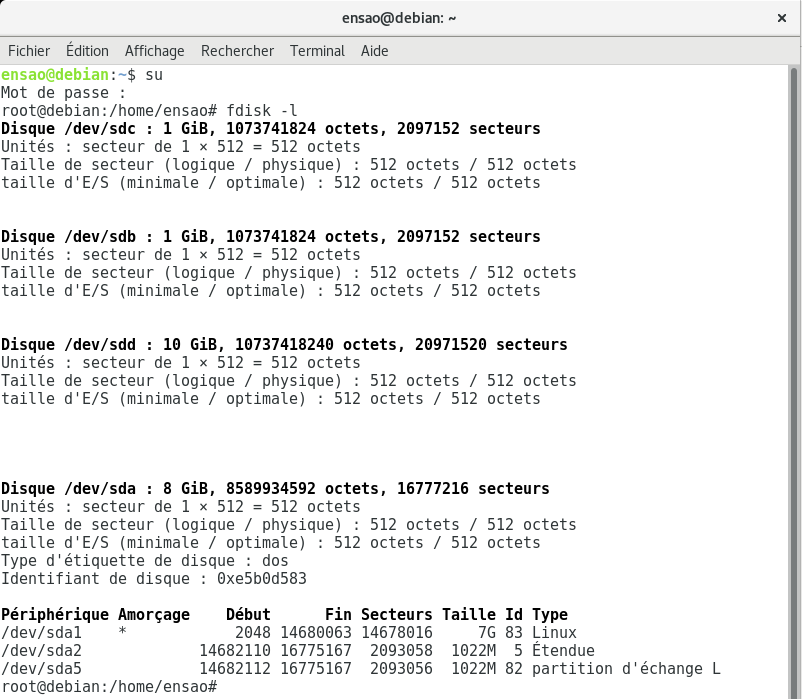 ensao@debian: ~
×
Fichier Édition Affichage Rechercher Terminal Aide
ensao@debian:~$ su
Mot de passe :
root@debian:/home/ensao# fdisk -l
Disque /dev/sdc : 1 GiB, 1073741824 octets, 2097152 secteurs
Unités : secteur de 1 × 512 = 512 octets
Taille de secteur (logique / physique) : 512 octets / 512 octets
taille d'E/S (minimale / optimale) : 512 octets / 512 octets
Disque /dev/sdb : 1 GiB, 1073741824 octets, 2097152 secteurs
Unités : secteur de 1 × 512 = 512 octets
Taille de secteur (logique / physique) : 512 octets / 512 octets
taille d'E/S (minimale / optimale) : 512 octets / 512 octets
Disque /dev/sdd : 10 GiB, 10737418240 octets, 20971520 secteurs
Unités : secteur de 1 × 512 = 512 octets
Taille de secteur (logique / physique) : 512 octets / 512 octets
taille d'E/S (minimale / optimale) : 512 octets / 512 octets
Disque /dev/sda : 8 GiB, 8589934592 octets, 16777216 secteurs
Unités : secteur de 1 × 512 = 512 octets
Taille de secteur (logique / physique) : 512 octets / 512 octets
taille d'E/S (minimale / optimale) : 512 octets / 512 octets
Type d'étiquette de disque : dos
Identifiant de disque : 0xe5b0d583
Périphérique Amorçage    Début      Fin Secteurs Taille Id Type
/dev/sda1    *            2048 14680063 14678016     7G 83 Linux
/dev/sda2             14682110 16775167  2093058  1022M  5 Étendue
/dev/sda5             14682112 16775167  2093056  1022M 82 partition d'échange L
root@debian:/home/ensao#